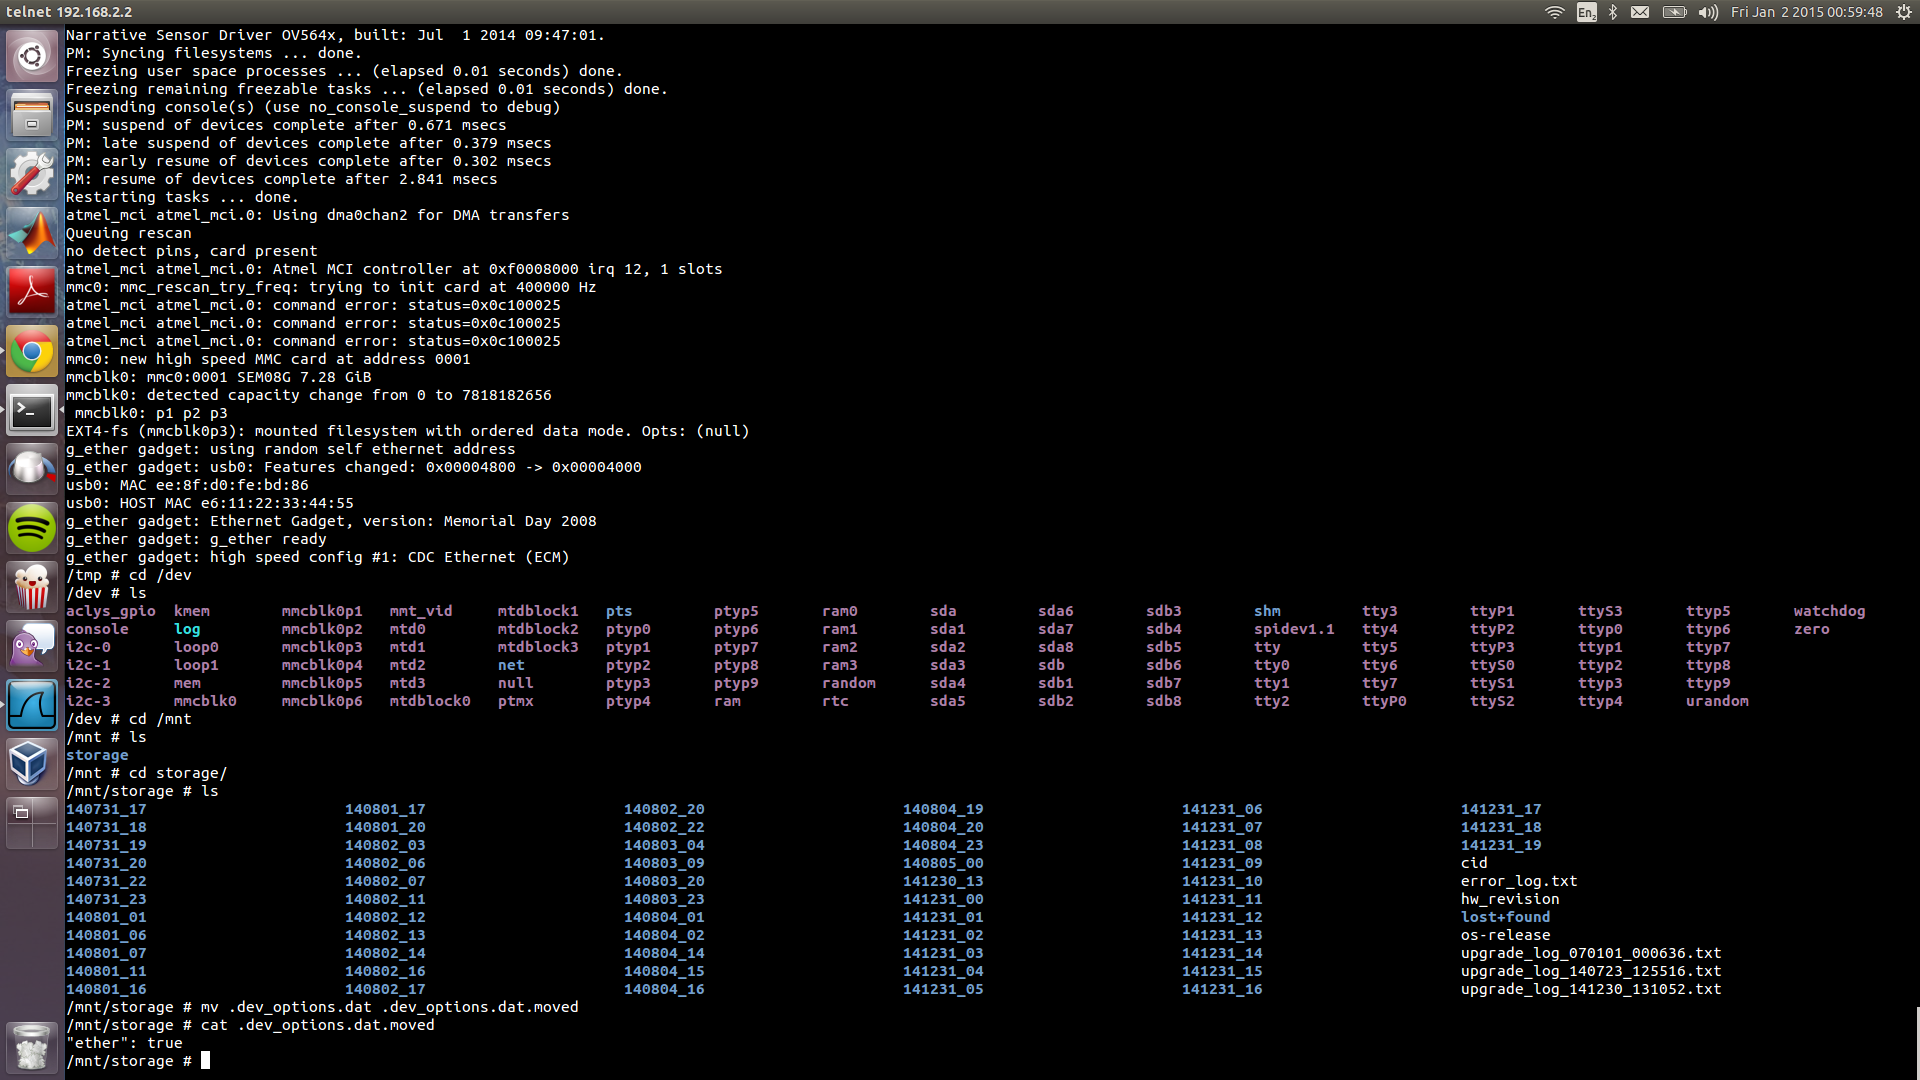 telnet 192.168.2.2 En2 Fri Jan 2 2015 00:59:48
Narrative Sensor Driver OV564x, built: Jul  1 2014 09:47:01.
PM: Syncing filesystems ... done.
Freezing user space processes ... (elapsed 0.01 seconds) done.
Freezing remaining freezable tasks ... (elapsed 0.01 seconds) done.
Suspending console(s) (use no_console_suspend to debug)
PM: suspend of devices complete after 0.671 msecs
PM: late suspend of devices complete after 0.379 msecs
PM: early resume of devices complete after 0.302 msecs
PM: resume of devices complete after 2.841 msecs
Restarting tasks ... done.
atmel_mci atmel_mci.0: Using dma0chan2 for DMA transfers
Queuing rescan
no detect pins, card present
atmel_mci atmel_mci.0: Atmel MCI controller at 0xf0008000 irq 12, 1 slots
mmc0: mmc_rescan_try_freq: trying to init card at 400000 Hz
atmel_mci atmel_mci.0: command error: status=0x0c100025
atmel_mci atmel_mci.0: command error: status=0x0c100025
atmel_mci atmel_mci.0: command error: status=0x0c100025
mmc0: new high speed MMC card at address 0001
mmcblk0: mmc0:0001 SEM08G 7.28 GiB
mmcblk0: detected capacity change from 0 to 7818182656
 mmcblk0: p1 p2 p3
EXT4-fs (mmcblk0p3): mounted filesystem with ordered data mode. Opts: (null)
g_ether gadget: using random self ethernet address
g_ether gadget: usb0: Features changed: 0x00004800 -> 0x00004000
usb0: MAC ee:8f:d0:fe:bd:86
usb0: HOST MAC e6:11:22:33:44:55
g_ether gadget: Ethernet Gadget, version: Memorial Day 2008
g_ether gadget: g_ether ready
g_ether gadget: high speed config #1: CDC Ethernet (ECM)
/tmp # cd /dev
/dev # ls
aclys_gpio kmem mmcblk0p1 mmt_vid mtdblock1 pts ptyp5 ram0 sda sda6 sdb3 shm tty3 ttyP1 ttyS3 ttyp5 watchdog
console log mmcblk0p2 mtd0 mtdblock2 ptyp0 ptyp6 ram1 sda1 sda7 sdb4 spidev1.1 tty4 ttyP2 ttyp0 ttyp6 zero
i2c-0 loop0 mmcblk0p3 mtd1 mtdblock3 ptyp1 ptyp7 ram2 sda2 sda8 sdb5 tty tty5 ttyP3 ttyp1 ttyp7
i2c-1 loop1 mmcblk0p4 mtd2 net ptyp2 ptyp8 ram3 sda3 sdb sdb6 tty0 tty6 ttyS0 ttyp2 ttyp8
i2c-2 mem mmcblk0p5 mtd3 null ptyp3 ptyp9 random sda4 sdb1 sdb7 tty1 tty7 ttyS1 ttyp3 ttyp9
i2c-3 mmcblk0 mmcblk0p6 mtdblock0 ptmx ptyp4 ram rtc sda5 sdb2 sdb8 tty2 ttyP0 ttyS2 ttyp4 urandom
/dev # cd /mnt
/mnt # ls
storage
/mnt # cd storage/
/mnt/storage # ls
140731_17 140801_17 140802_20 140804_19 141231_06 141231_17
140731_18 140801_20 140802_22 140804_20 141231_07 141231_18
140731_19 140802_03 140803_04 140804_23 141231_08 141231_19
140731_20 140802_06 140803_09 140805_00 141231_09 cid
140731_22 140802_07 140803_20 141230_13 141231_10 error_log.txt
140731_23 140802_11 140803_23 141231_00 141231_11 hw_revision
140801_01 140802_12 140804_01 141231_01 141231_12 lost+found
140801_06 140802_13 140804_02 141231_02 141231_13 os-release
140801_07 140802_14 140804_14 141231_03 141231_14 upgrade_log_070101_000636.txt
140801_11 140802_16 140804_15 141231_04 141231_15 upgrade_log_140723_125516.txt
140801_16 140802_17 140804_16 141231_05 141231_16 upgrade_log_141230_131052.txt
/mnt/storage # mv .dev_options.dat .dev_options.dat.moved
/mnt/storage # cat .dev_options.dat.moved
"ether": true
/mnt/storage #